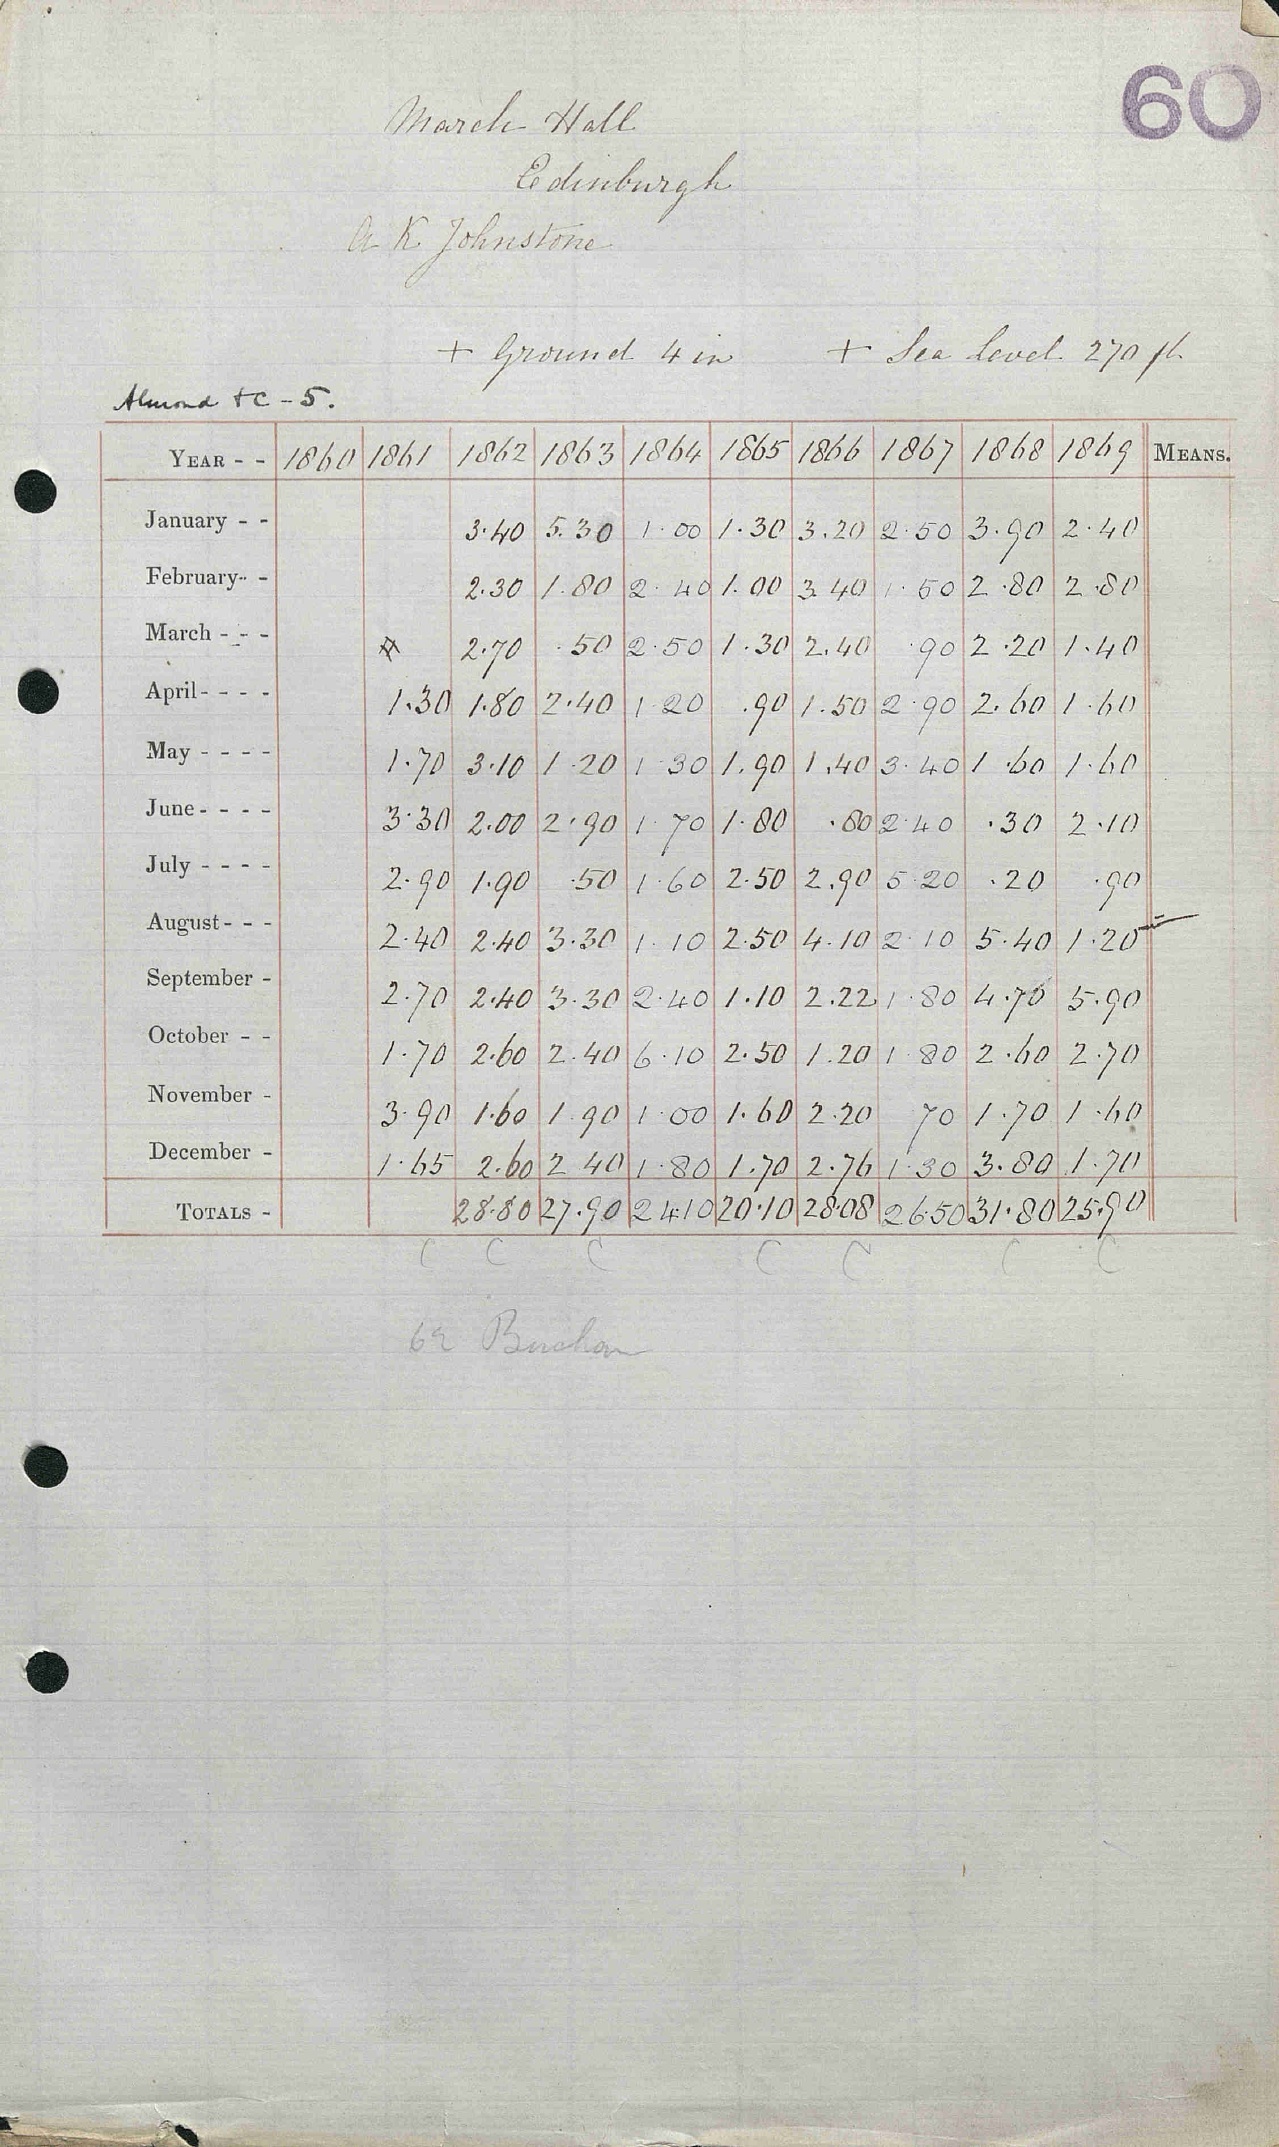 60
March Hall
Edinburgh
A K Johnstone
+ Ground 4 in + Sea Level 270 ft
Almond &C - 5.
YEAR - - 1860 1861 1862 1863 1864 1865 1866 1867 1868 1869 MEANS.
January - - 3.40 5.30 1.00 1.30 3.20 2.50 3.90 2.40
February - - 2.30 1.80 2.40 1.00 3.40 1.50 2.80 2.80
March - - - 2.70 .50 2.50 1.30 2.40 .90 2.20 1.40
April - - - - 1.30 1.80 2.40 1.20 .90 1.50 2.90 2.60 1.60
May - - - - 1.70 3.10 1.20 1.30 1.90 1.40 3.40 1.60 1.60
June - - - - 3.30 2.00 2.90 1.70 1.80 .80 2.40 .30 2.10
July - - - - 2.90 1.90 .50 1.60 2.50 2.90 5.20 .20 .90
August - - - 2.40 2.40 3.30 1.10 2.50 4.10 2.10 5.40 1.20
September - 2.70 2.40 3.30 2.40 1.10 2.22 1.80 4.70 5.90
October - - 1.70 2.60 2.40 6.10 2.50 1.20 1.80 2.60 2.70
November - 3.90 1.60 1.90 1.00 1.60 2.20 70 1.70 1.60
December - 1.65 2.60 2.40 1.80 1.70 2.76 1.30 3.80 1.70
TOTALS - 28.80 27.90 24.10 20.10 28.08 26.50 31.80 25.90
C C C C C C C
Buchan